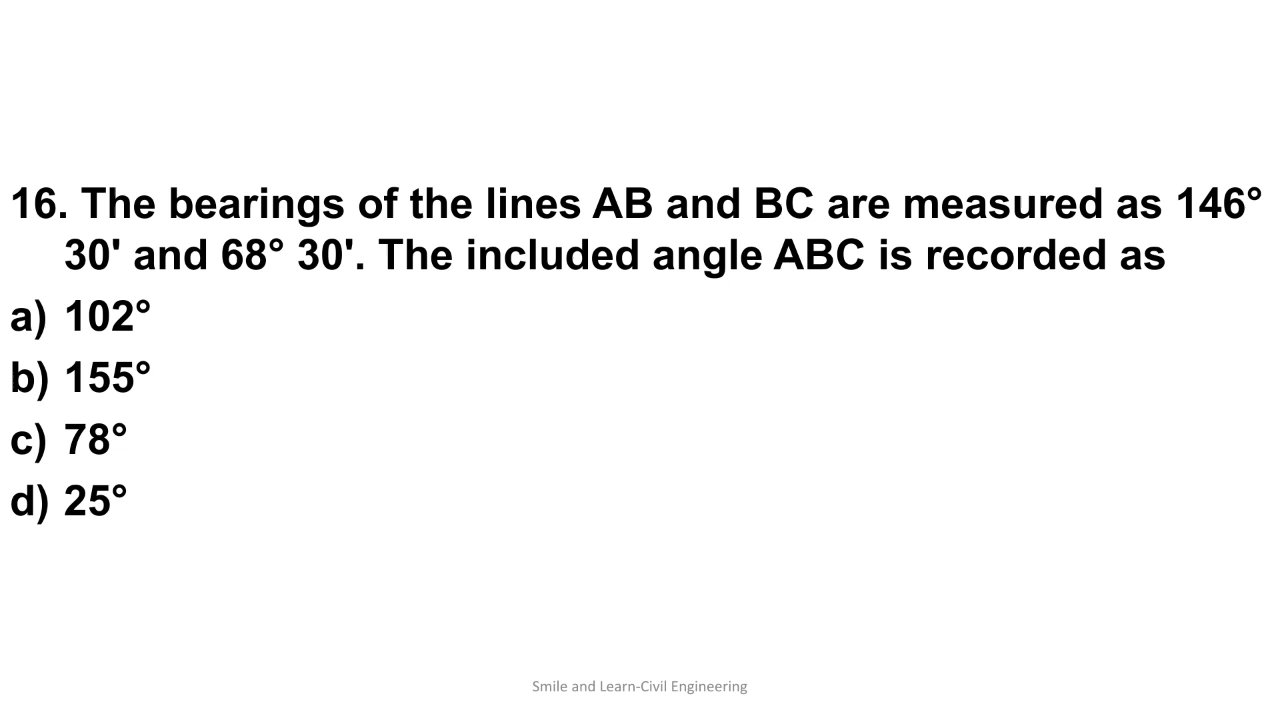 16. The bearings of the lines AB and BC are measured as 146°
30' and 68° 30'. The included angle ABC is recorded as
a) 102°
b) 155°
c) 78°
d) 25°
Smile and Learn-Civil Engineering